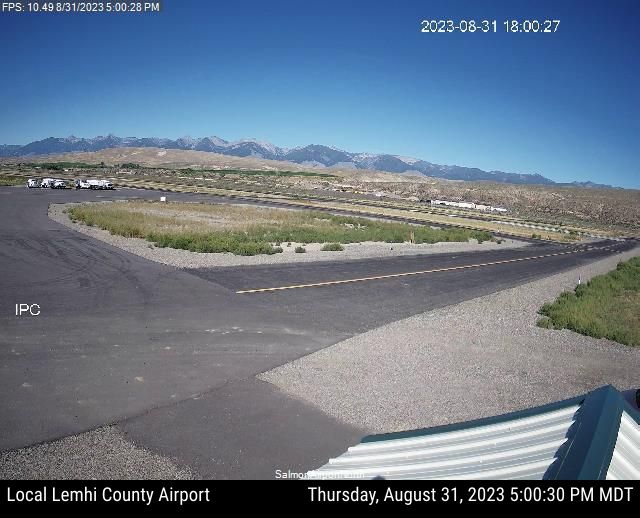 FPS: 10.49 8/31/2023 5:00:28 PM
2023-08-31 18:00:27
IPC
Local Lemhi County Airport
Thursday, August 31, 2023 5:00:30 PM MDT